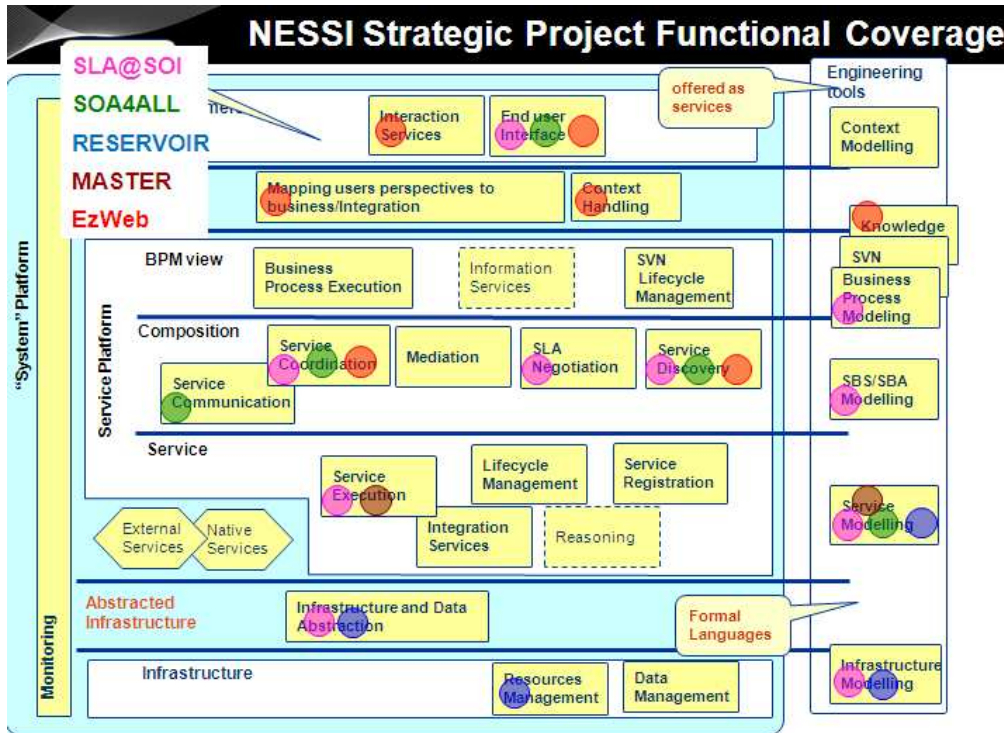 NESSI Strategic Project Functional Coverage
SLA@SOI
SOA4ALL
RESERVOIR
MASTER
EzWeb
offered as
services
Engineering
tools
Interaction
Services
End user
Interface
Context
Modelling
Mapping users perspectives to
business/Integration
Context
Handling
Knowledge
"System" Platform
Monitoring
Service Platform
BPM view
Business
Process Execution
Information
Services
SVN
Lifecycle
Management
SVN
Business
Process
Modeling
Composition
Service
Coordination
Mediation
SLA
Negotiation
Service
Discovery
Service
Communication
SBS/SBA
Modelling
Service
Service
Execution
Lifecycle
Management
Service
Registration
Integration
Services
Reasoning
Service
Modelling
External
Services
Native
Services
Abstracted
Infrastructure
Infrastructure and Data
Abstraction
Formal
Languages
Infrastructure
Resources
Management
Data
Management
Infrastructure
Modelling